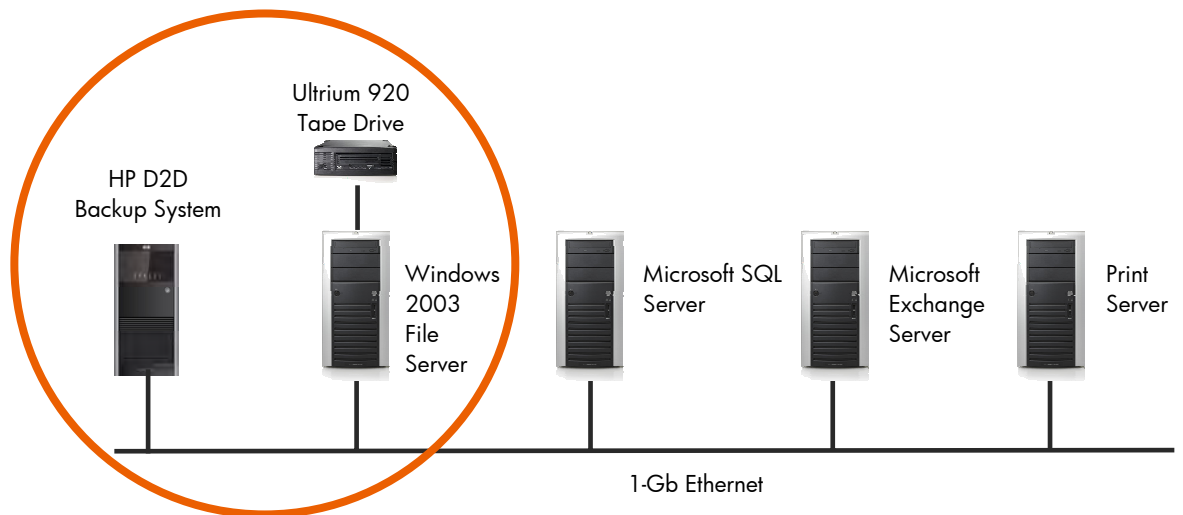 Ultrium 920
Tape Drive
HP D2D
Backup System
Windows
2003
File
Server
Microsoft SQL
Server
Microsoft
Exchange
Server
Print
Server
1-Gb Ethernet